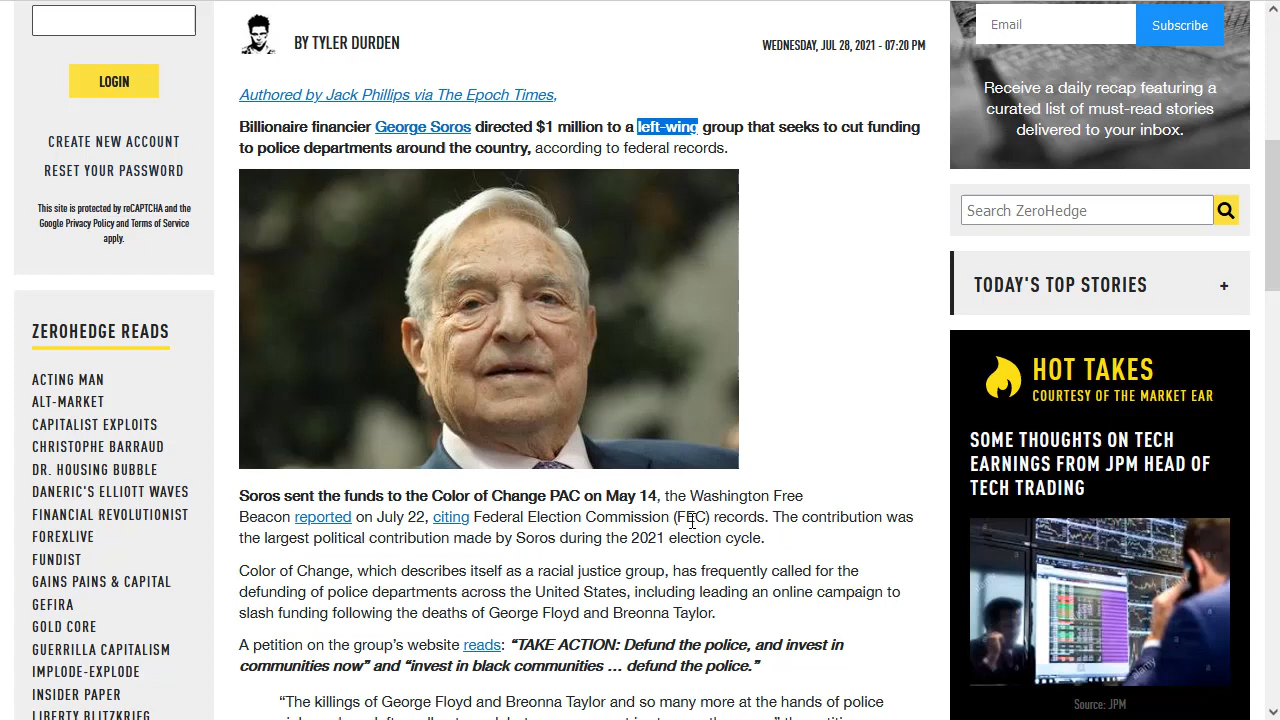 LOGIN
CREATE NEW ACCOUNT
RESET YOUR PASSWORD
This site is protected by reCAPTCHA and the
Google Privacy Policy and Terms of Service
apply.
ZEROHEDGE READS
ACTING MAN
ALT-MARKET
CAPITALIST EXPLOITS
CHRISTOPHE BARRAUD
DR. HOUSING BUBBLE
DANERIC'S ELLIOTT WAVES
FINANCIAL REVOLUTIONIST
FOREXLIVE
FUNDIST
GAINS PAINS & CAPITAL
GEFIRA
GOLD CORE
GUERRILLA CAPITALISM
IMPLODE-EXPLODE
INSIDER PAPER
LIBERTY BLITZKRIEG
BY TYLER DURDEN
WEDNESDAY, JUL 28, 2021 - 07:20 PM
Authored by Jack Phillips via The Epoch Times,
Billionaire financier George Soros directed $1 million to a left-wing group that seeks to cut funding
to police departments around the country, according to federal records.
Soros sent the funds to the Color of Change PAC on May 14, the Washington Free
Beacon reported on July 22, citing Federal Election Commission (FEC) records. The contribution was
the largest political contribution made by Soros during the 2021 election cycle.
Color of Change, which describes itself as a racial justice group, has frequently called for the
defunding of police departments across the United States, including leading an online campaign to
slash funding following the deaths of George Floyd and Breonna Taylor.
A petition on the group's website reads: “TAKE ACTION: Defund the police, and invest in
communities now” and “invest in black communities … defund the police.”
“The killings of George Floyd and Breonna Taylor and so many more at the hands of police
Email
Subscribe
Receive a daily recap featuring a
curated list of must-read stories
delivered to your inbox.
Search ZeroHedge
TODAY'S TOP STORIES
+
HOT TAKES
COURTESY OF THE MARKET EAR
SOME THOUGHTS ON TECH
EARNINGS FROM JPM HEAD OF
TECH TRADING
alamy
Source: JPM